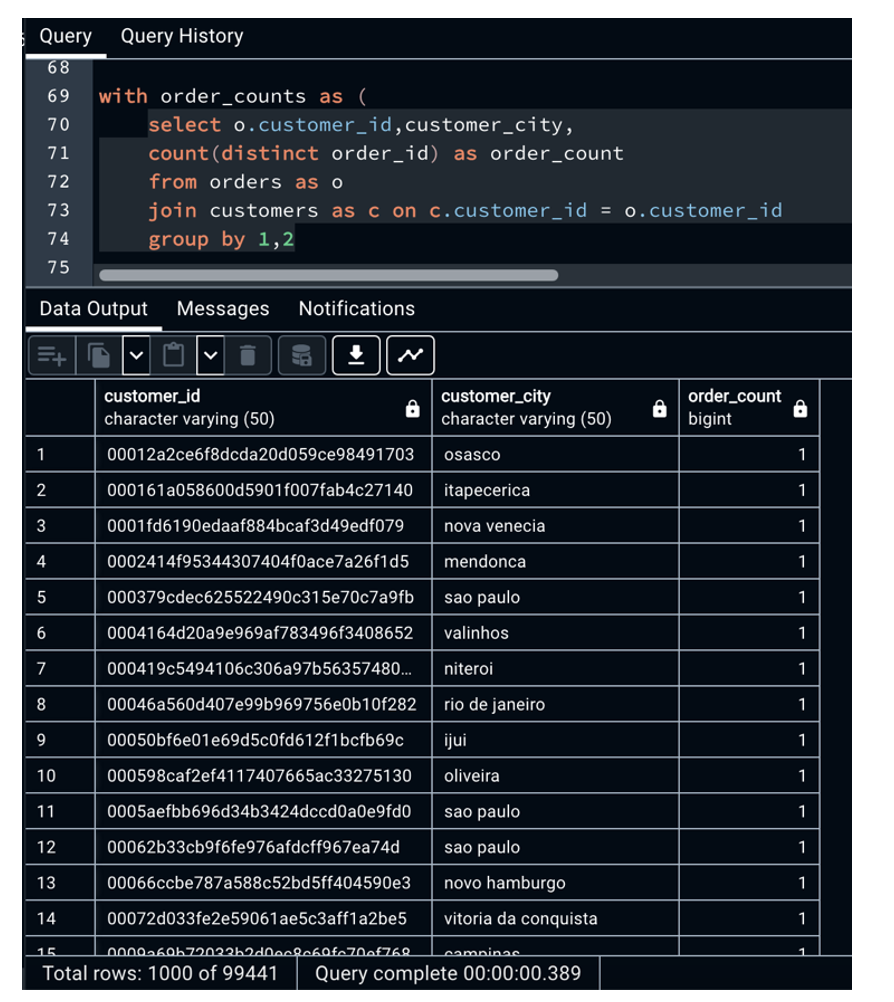 Query Query History
68
69 with order_counts as (
70 select o.customer_id,customer_city,
71 count(distinct order_id) as order_count
72 from orders as o
73 join customers as c on c.customer_id = o.customer_id
74 group by 1,2
75
Data Output Messages Notifications
customer_id customer_city order_count
character varying (50) character varying (50) bigint
1 00012a2ce6f8dcda20d059ce98491703 osasco 1
2 000161a058600d5901f007fab4c27140 itapecerica 1
3 0001fd6190edaaf884bcaf3d49edf079 nova venecia 1
4 0002414f95344307404f0ace7a26f1d5 mendonca 1
5 000379cdec625522490c315e70c7a9fb sao paulo 1
6 0004164d20a9e969af783496f3408652 valinhos 1
7 000419c5494106c306a97b56357480... niteroi 1
8 00046a560d407e99b969756e0b10f282 rio de janeiro 1
9 00050bf6e01e69d5c0fd612f1bcfb69c ijui 1
10 000598caf2ef4117407665ac33275130 oliveira 1
11 0005aefbb696d34b3424dccd0a0e9fd0 sao paulo 1
12 00062b33cb9f6fe976afdcff967ea74d sao paulo 1
13 00066ccbe787a588c52bd5ff404590e3 novo hamburgo 1
14 00072d033fe2e59061ae5c3aff1a2be5 vitoria da conquista 1
15 0009a69b72033b2d0ec8c69fc70ef768 campinas 1
Total rows: 1000 of 99441 Query complete 00:00:00.389